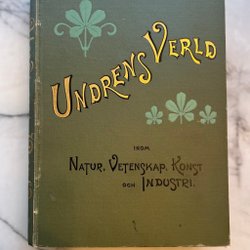 UNDRENS VERLD
INOM
NATUR, VETENSKAP, KONST
OCH INDUSTRI.